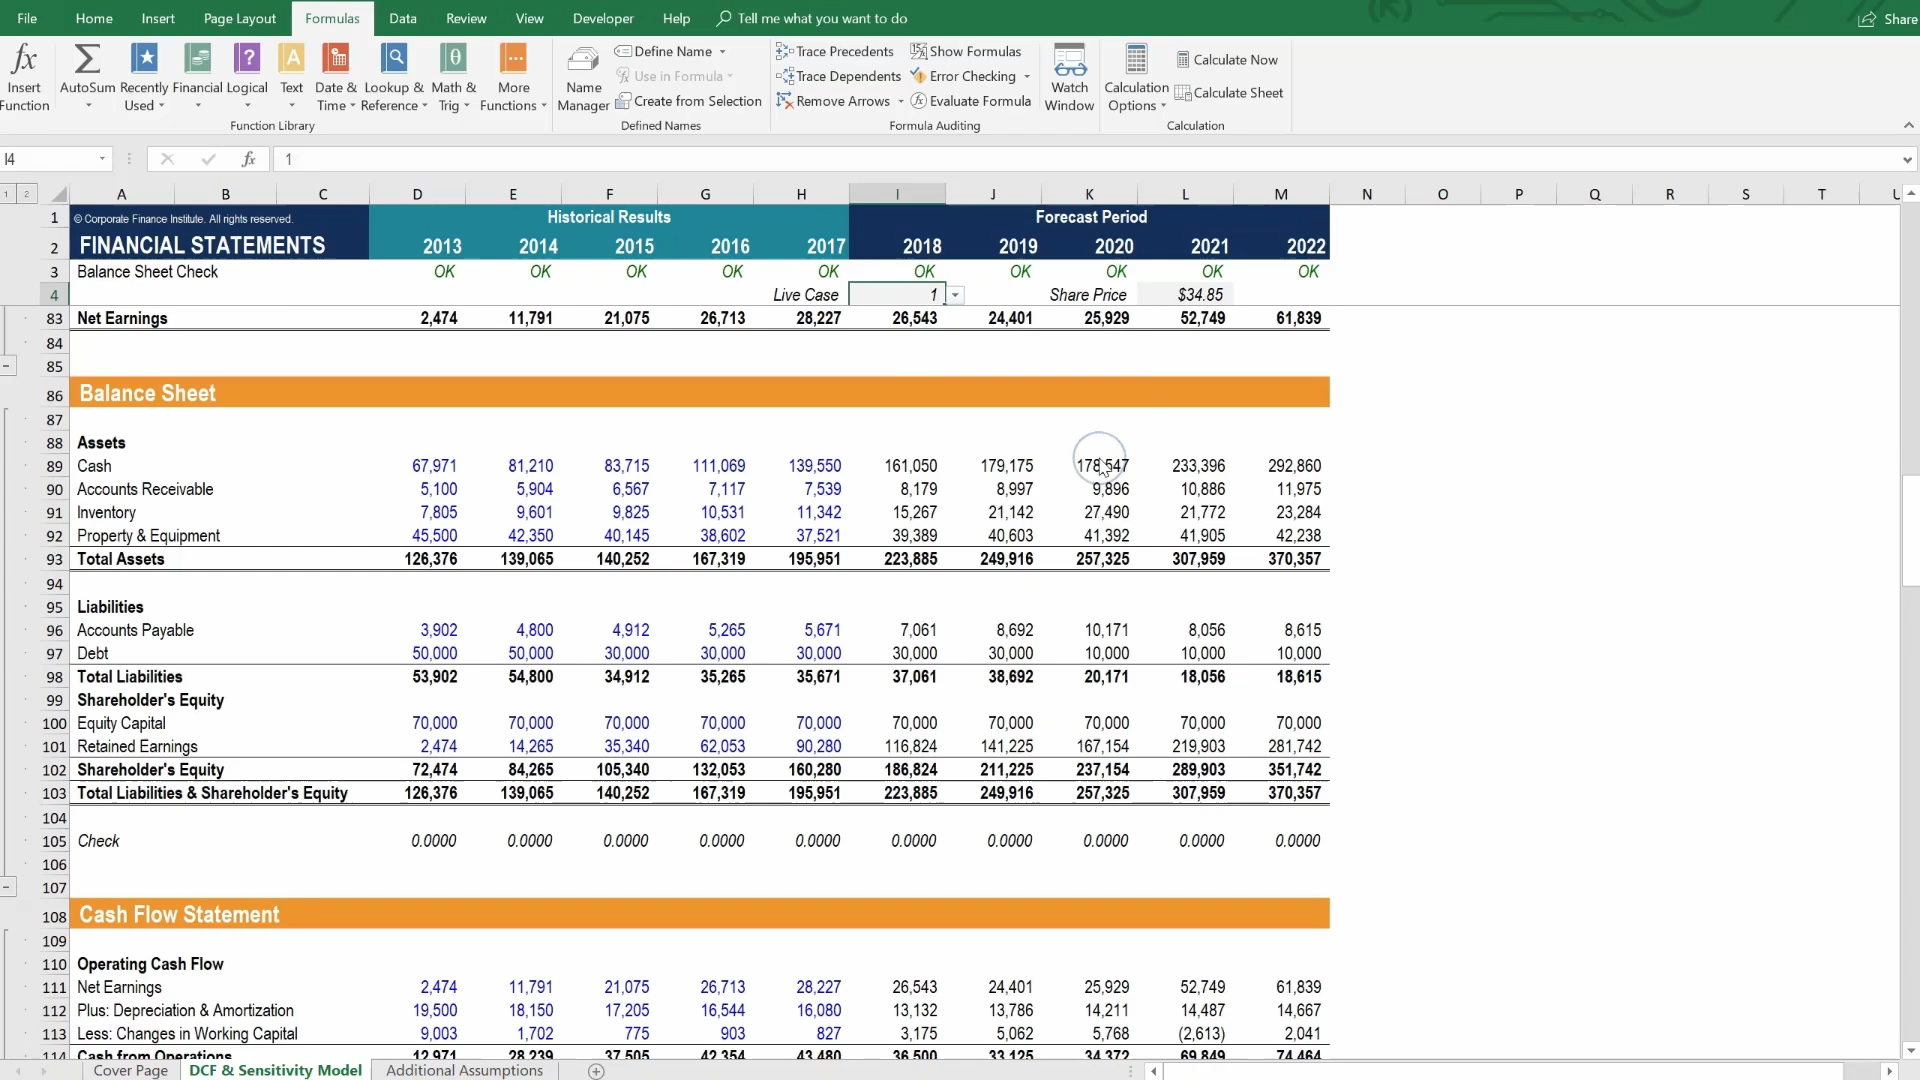 File Home Insert Page Layout Formulas Data Review View Developer Help Tell me what you want to do Share
fx Insert Function
AutoSum
Recently Used
Financial
Logical
Text
Date & Time
Lookup & Reference
Math & Trig
More Functions
Function Library
Name Manager
Define Name
Use in Formula
Create from Selection
Defined Names
Trace Precedents
Trace Dependents
Remove Arrows
Show Formulas
Error Checking
Evaluate Formula
Formula Auditing
Watch Window
Calculation Options
Calculate Now
Calculate Sheet
Calculation
I4 fx 1
1 2 A B C D E F G H I J K L M N O P Q R S T U
1 © Corporate Finance Institute. All rights reserved. Historical Results Forecast Period
2 FINANCIAL STATEMENTS 2013 2014 2015 2016 2017 2018 2019 2020 2021 2022
3 Balance Sheet Check OK OK OK OK OK OK OK OK OK OK
4 Live Case 1 Share Price $34.85
83 Net Earnings 2,474 11,791 21,075 26,713 28,227 26,543 24,401 25,929 52,749 61,839
84
85
86 Balance Sheet
87
88 Assets
89 Cash 67,971 81,210 83,715 111,069 139,550 161,050 179,175 178,547 233,396 292,860
90 Accounts Receivable 5,100 5,904 6,567 7,117 7,539 8,179 8,997 9,896 10,886 11,975
91 Inventory 7,805 9,601 9,825 10,531 11,342 15,267 21,142 27,490 21,772 23,284
92 Property & Equipment 45,500 42,350 40,145 38,602 37,521 39,389 40,603 41,392 41,905 42,238
93 Total Assets 126,376 139,065 140,252 167,319 195,951 223,885 249,916 257,325 307,959 370,357
94
95 Liabilities
96 Accounts Payable 3,902 4,800 4,912 5,265 5,671 7,061 8,692 10,171 8,056 8,615
97 Debt 50,000 50,000 30,000 30,000 30,000 30,000 30,000 10,000 10,000 10,000
98 Total Liabilities 53,902 54,800 34,912 35,265 35,671 37,061 38,692 20,171 18,056 18,615
99 Shareholder's Equity
100 Equity Capital 70,000 70,000 70,000 70,000 70,000 70,000 70,000 70,000 70,000 70,000
101 Retained Earnings 2,474 14,265 35,340 62,053 90,280 116,824 141,225 167,154 219,903 281,742
102 Shareholder's Equity 72,474 84,265 105,340 132,053 160,280 186,824 211,225 237,154 289,903 351,742
103 Total Liabilities & Shareholder's Equity 126,376 139,065 140,252 167,319 195,951 223,885 249,916 257,325 307,959 370,357
104
105 Check 0.0000 0.0000 0.0000 0.0000 0.0000 0.0000 0.0000 0.0000 0.0000 0.0000
106
107
108 Cash Flow Statement
109
110 Operating Cash Flow
111 Net Earnings 2,474 11,791 21,075 26,713 28,227 26,543 24,401 25,929 52,749 61,839
112 Plus: Depreciation & Amortization 19,500 18,150 17,205 16,544 16,080 13,132 13,786 14,211 14,487 14,667
113 Less: Changes in Working Capital 9,003 1,702 775 903 827 3,175 5,062 5,768 (2,613) 2,041
114 Cash from Operations 12,971 28,239 37,505 42,354 43,480 36,500 33,125 34,372 69,849 74,464
Cover Page DCF & Sensitivity Model Additional Assumptions